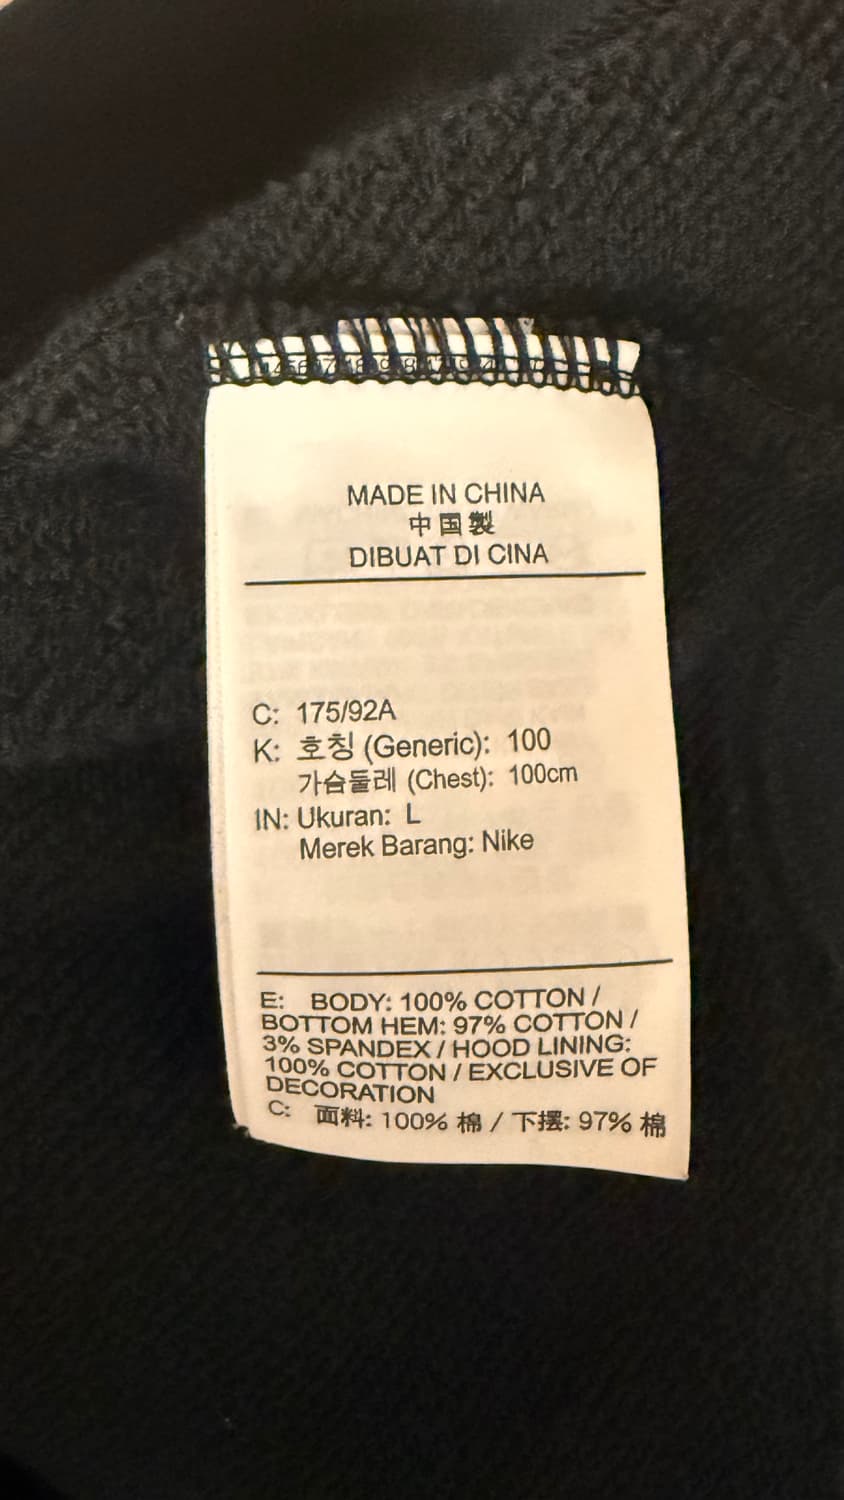 MADE IN CHINA
中国製
DIBUAT DI CINA
C: 175/92A
K: 호칭 (Generic): 100
가슴둘레 (Chest): 100cm
IN: Ukuran: L
Merek Barang: Nike
E: BODY: 100% COTTON /
BOTTOM HEM: 97% COTTON /
3% SPANDEX / HOOD LINING:
100% COTTON / EXCLUSIVE OF
DECORATION
C: 面料: 100% 棉 / 下摆: 97% 棉